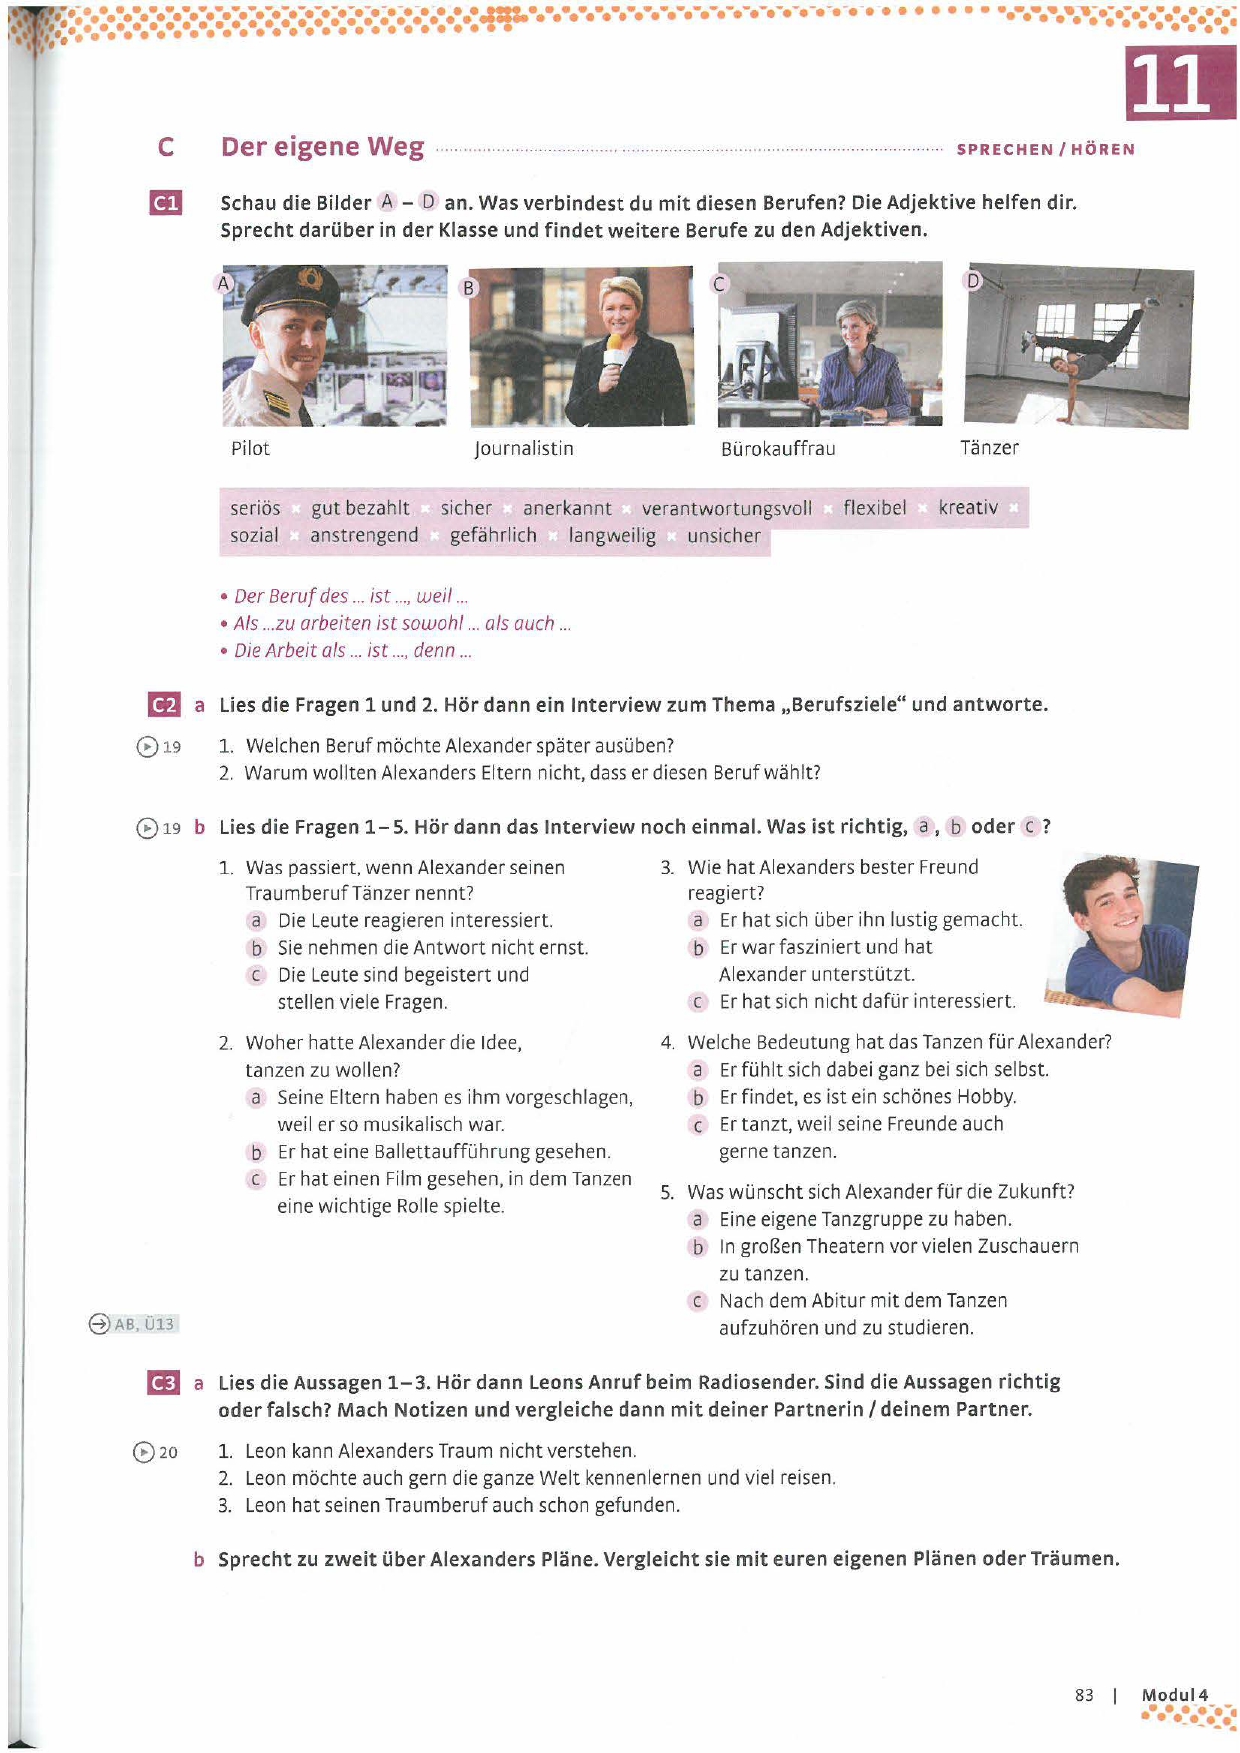 11
C Der eigene Weg SPRECHEN / HÖREN
C1 Schau die Bilder A – D an. Was verbindest du mit diesen Berufen? Die Adjektive helfen dir.
Sprecht darüber in der Klasse und findet weitere Berufe zu den Adjektiven.
A B C D
Pilot Journalistin Bürokauffrau Tänzer
seriös × gut bezahlt × sicher × anerkannt × verantwortungsvoll × flexibel × kreativ ×
sozial × anstrengend × gefährlich × langweilig × unsicher
• Der Beruf des ... ist ..., weil ...
• Als ...zu arbeiten ist sowohl ... als auch ...
• Die Arbeit als ... ist ..., denn ...
C2 a Lies die Fragen 1 und 2. Hör dann ein Interview zum Thema „Berufsziele“ und antworte.
19 1. Welchen Beruf möchte Alexander später ausüben?
2. Warum wollten Alexanders Eltern nicht, dass er diesen Beruf wählt?
19 b Lies die Fragen 1–5. Hör dann das Interview noch einmal. Was ist richtig, a, b oder c?
1. Was passiert, wenn Alexander seinen
Traumberuf Tänzer nennt?
a Die Leute reagieren interessiert.
b Sie nehmen die Antwort nicht ernst.
c Die Leute sind begeistert und
stellen viele Fragen.
2. Woher hatte Alexander die Idee,
tanzen zu wollen?
a Seine Eltern haben es ihm vorgeschlagen,
weil er so musikalisch war.
b Er hat eine Ballettaufführung gesehen.
c Er hat einen Film gesehen, in dem Tanzen
eine wichtige Rolle spielte.
3. Wie hat Alexanders bester Freund
reagiert?
a Er hat sich über ihn lustig gemacht.
b Er war fasziniert und hat
Alexander unterstützt.
c Er hat sich nicht dafür interessiert.
4. Welche Bedeutung hat das Tanzen für Alexander?
a Er fühlt sich dabei ganz bei sich selbst.
b Er findet, es ist ein schönes Hobby.
c Er tanzt, weil seine Freunde auch
gerne tanzen.
5. Was wünscht sich Alexander für die Zukunft?
a Eine eigene Tanzgruppe zu haben.
b In großen Theatern vor vielen Zuschauern
zu tanzen.
c Nach dem Abitur mit dem Tanzen
aufzuhören und zu studieren.
AB, Ü13
C3 a Lies die Aussagen 1–3. Hör dann Leons Anruf beim Radiosender. Sind die Aussagen richtig
oder falsch? Mach Notizen und vergleiche dann mit deiner Partnerin / deinem Partner.
20 1. Leon kann Alexanders Traum nicht verstehen.
2. Leon möchte auch gern die ganze Welt kennenlernen und viel reisen.
3. Leon hat seinen Traumberuf auch schon gefunden.
b Sprecht zu zweit über Alexanders Pläne. Vergleicht sie mit euren eigenen Plänen oder Träumen.
83 | Modul 4